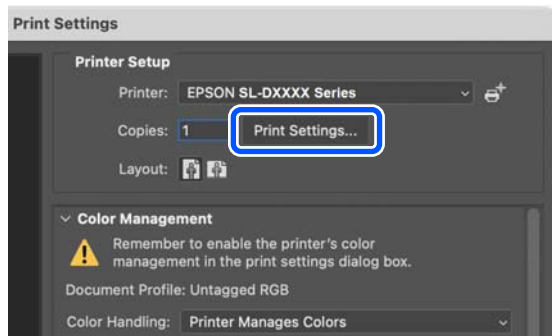 Print Settings
Printer Setup
Printer: EPSON SL-DXXXX Series
Copies: 1 Print Settings...
Layout:
Color Management
Remember to enable the printer's color
management in the print settings dialog box.
Document Profile: Untagged RGB
Color Handling: Printer Manages Colors